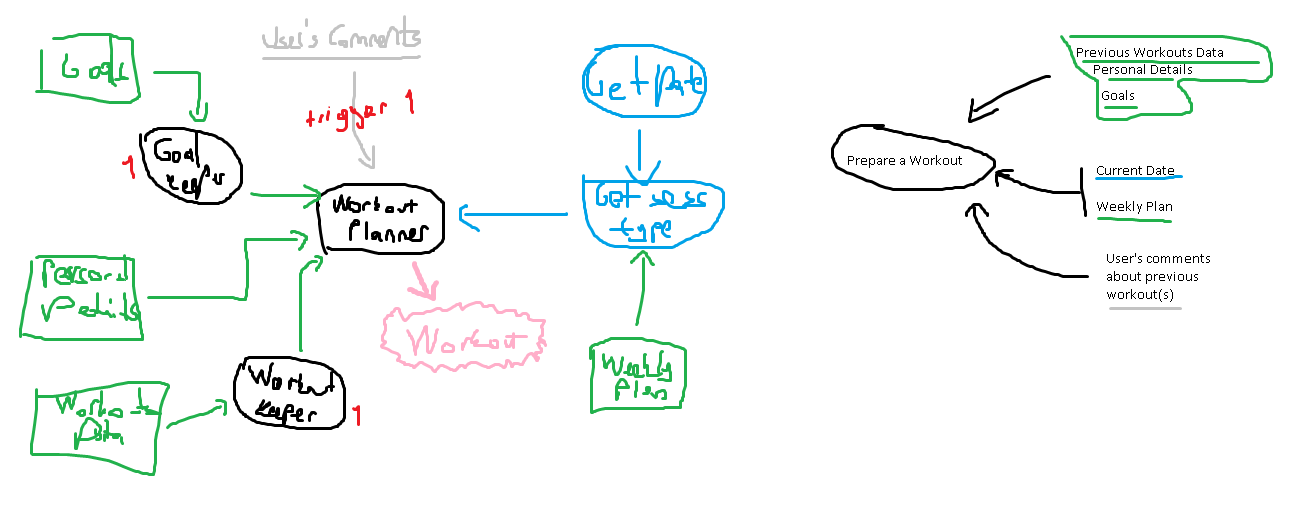 User's Comments
Goals
Get Date
trigger 1
Goal
keeper
1
Workout
Planner
Get sess
type
Personal
Details
Workout
Weekly
Plan
Workout
keeper
1
Workouts
Data
Previous Workouts Data
Personal Details
Goals
Prepare a Workout
Current Date
Weekly Plan
User's comments
about previous
workout(s)